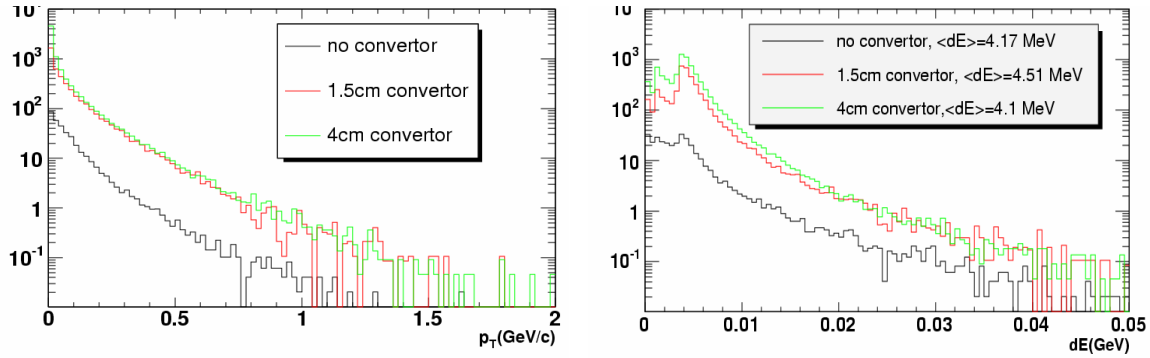 10
10³
10²
10
1
10⁻¹
0
0.5
1
1.5
2
p_T(GeV/c)
no convertor
1.5cm convertor
4cm convertor
10
10³
10²
10
1
10⁻¹
0
0.01
0.02
0.03
0.04
0.05
dE(GeV)
no convertor, <dE>=4.17 MeV
1.5cm convertor, <dE>=4.51 MeV
4cm convertor,<dE>=4.1 MeV